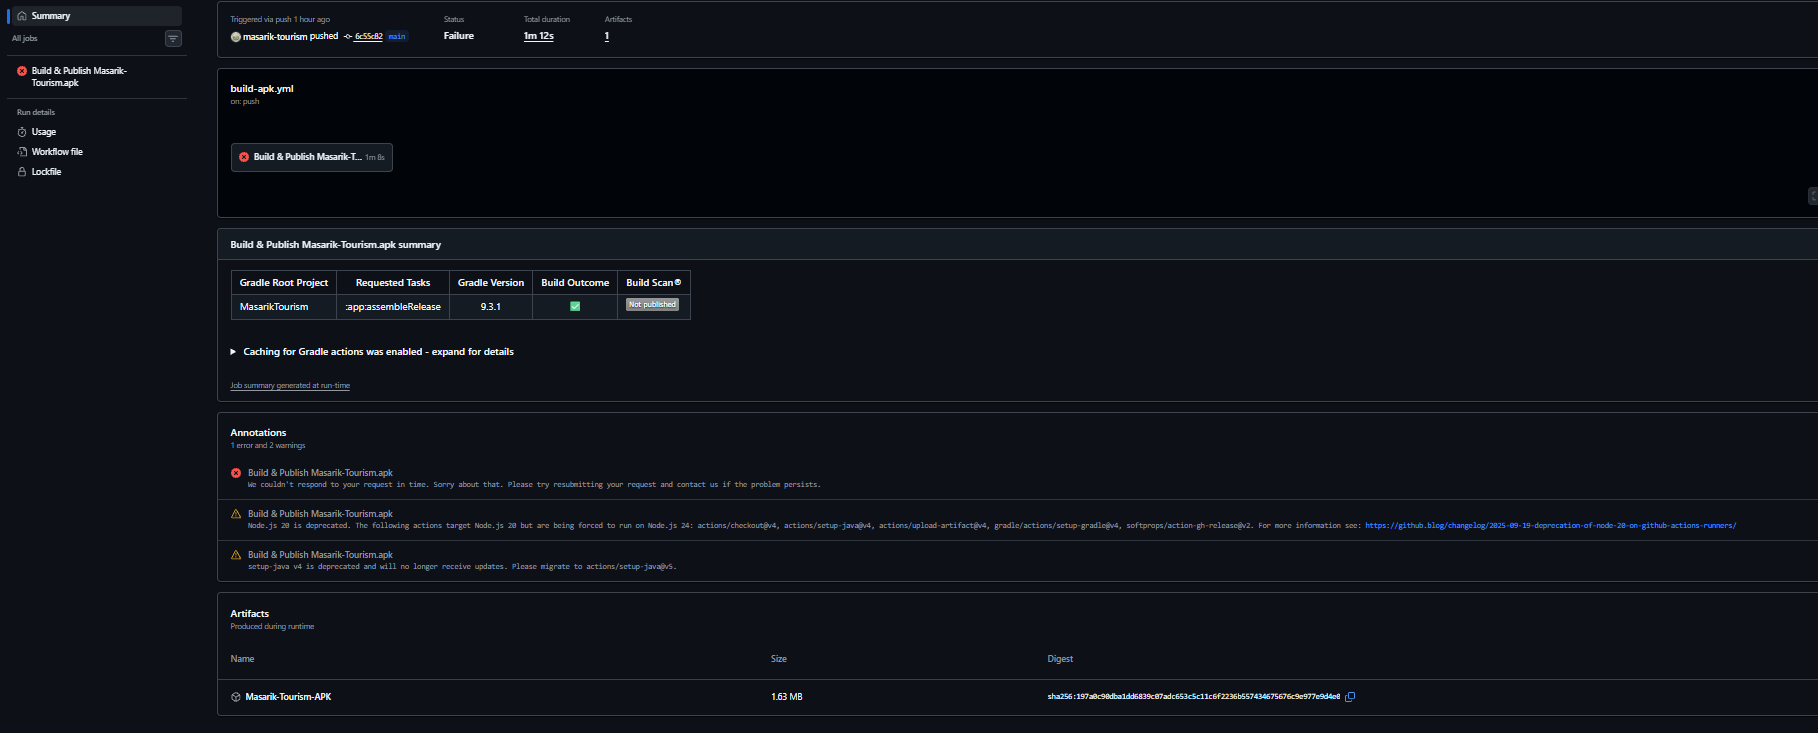 Summary
All jobs
Build & Publish Masarik-
Tourism.apk
Run details
Usage
Workflow file
Lockfile
Triggered via push 1 hour ago
masarik-tourism pushed 6c55c82 main
Status
Failure
Total duration
1m 12s
Artifacts
1
build-apk.yml
on: push
Build & Publish Masarik-T... 1m 8s
Build & Publish Masarik-Tourism.apk summary
Gradle Root Project Requested Tasks Gradle Version Build Outcome Build Scan®
MasarikTourism :app:assembleRelease 9.3.1 ✅ Not published
Caching for Gradle actions was enabled - expand for details
Job summary generated at run-time
Annotations
1 error and 2 warnings
Build & Publish Masarik-Tourism.apk
We couldn't respond to your request in time. Sorry about that. Please try resubmitting your request and contact us if the problem persists.
Build & Publish Masarik-Tourism.apk
Node.js 20 is deprecated. The following actions target Node.js 20 but are being forced to run on Node.js 24: actions/checkout@v4, actions/setup-java@v4, actions/upload-artifact@v4, gradle/actions/setup-gradle@v4, softprops/action-gh-release@v2. For more information see: https://github.blog/changelog/2025-09-19-deprecation-of-node-20-on-github-actions-runners/
Build & Publish Masarik-Tourism.apk
setup-java v4 is deprecated and will no longer receive updates. Please migrate to actions/setup-java@v5.
Artifacts
Produced during runtime
Name Size Digest
Masarik-Tourism-APK 1.63 MB sha256:197a0c90dba1dd6839c07adc653c5c11c6f2236b557434675676c9e977e9d4e0